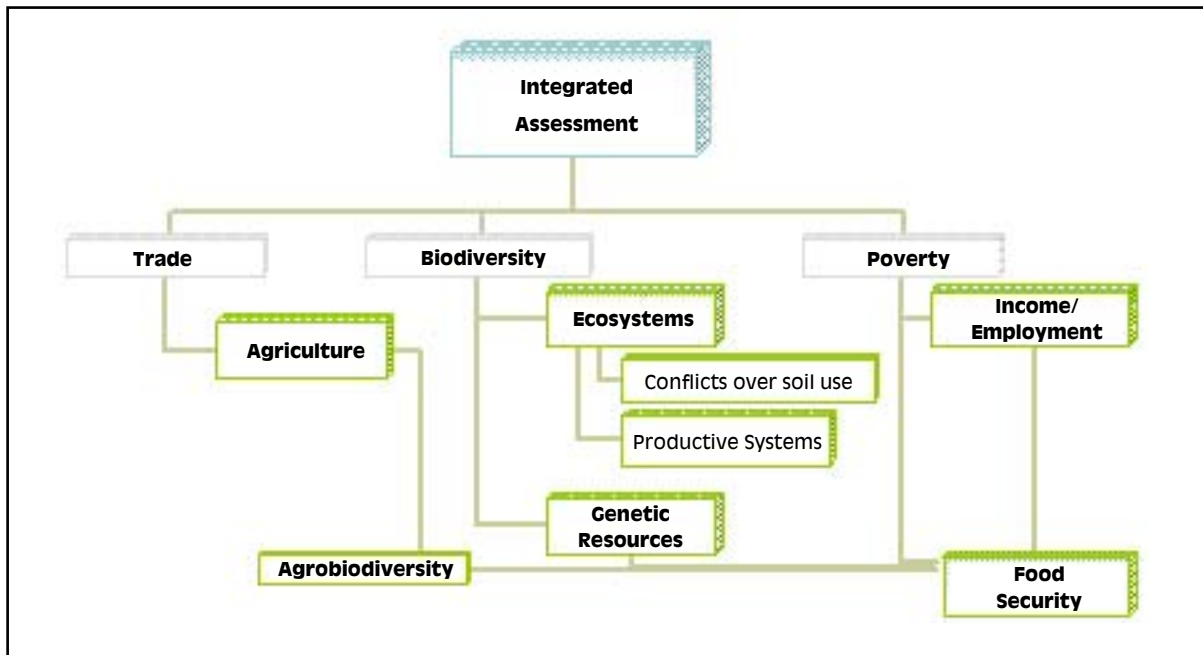 Integrated
Assessment
Trade
Biodiversity
Poverty
Ecosystems
Income/
Employment
Agriculture
Conflicts over soil use
Productive Systems
Genetic
Resources
Agrobiodiversity
Food
Security